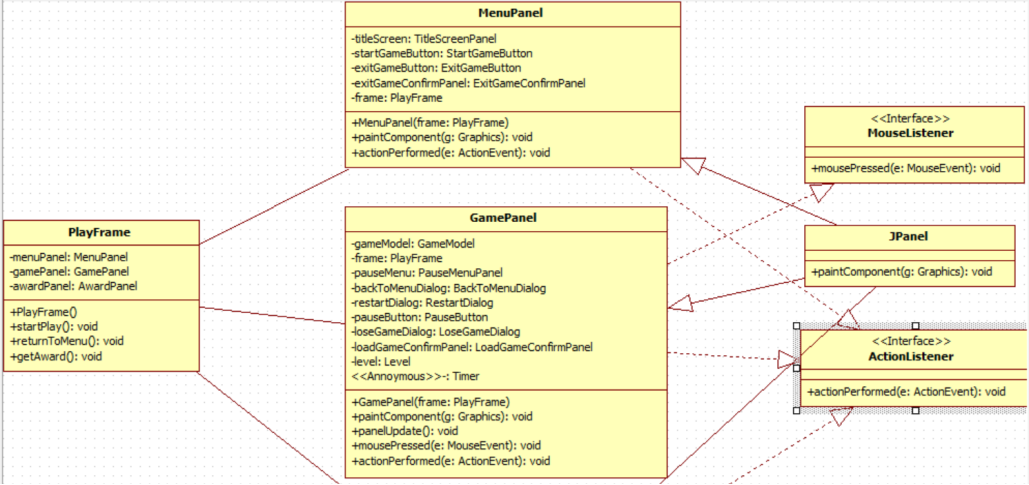 MenuPanel
-titleScreen: TitleScreenPanel
-startGameButton: StartGameButton
-exitGameButton: ExitGameButton
-exitGameConfirmPanel: ExitGameConfirmPanel
-frame: PlayFrame
+MenuPanel(frame: PlayFrame)
+paintComponent(g: Graphics): void
+actionPerformed(e: ActionEvent): void
<<Interface>>
MouseListener
+mousePressed(e: MouseEvent): void
PlayFrame
-menuPanel: MenuPanel
-gamePanel: GamePanel
-awardPanel: AwardPanel
+PlayFrame()
+startPlay(): void
+returnToMenu(): void
+getAward(): void
GamePanel
-gameModel: GameModel
-frame: PlayFrame
-pauseMenu: PauseMenuPanel
-backToMenuDialog: BackToMenuDialog
-restartDialog: RestartDialog
-pauseButton: PauseButton
-loseGameDialog: LoseGameDialog
-loadGameConfirmPanel: LoadGameConfirmPanel
-level: Level
<<Annoymous>>-: Timer
+GamePanel(frame: PlayFrame)
+paintComponent(g: Graphics): void
+panelUpdate(): void
+mousePressed(e: MouseEvent): void
+actionPerformed(e: ActionEvent): void
JPanel
+paintComponent(g: Graphics): void
<<Interface>>
ActionListener
+actionPerformed(e: ActionEvent): void